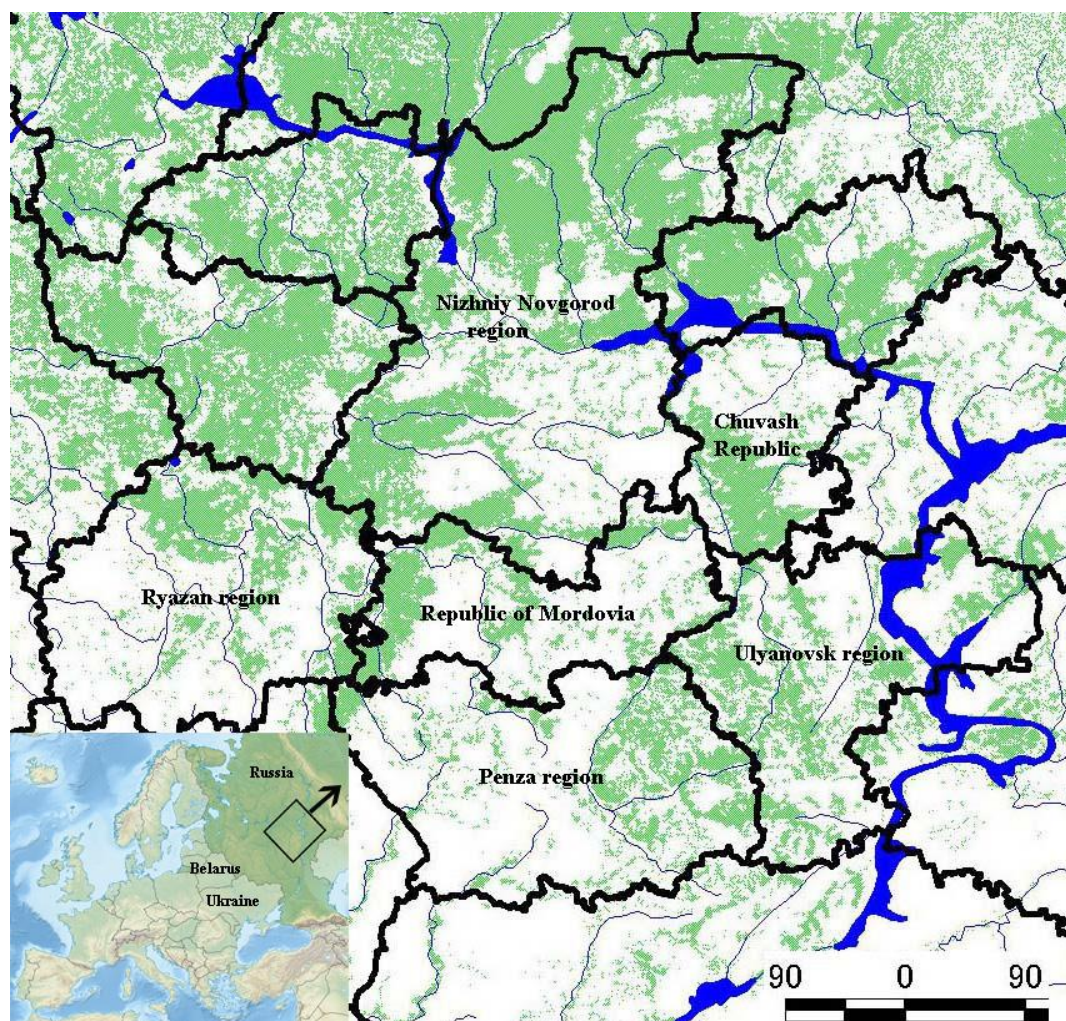 Nizhniy Novgorod
region
Chuvash
Republic
Ryazan region
Republic of Mordovia
Ulyanovsk region
Penza region
Russia
Belarus
Ukraine
90 0 90